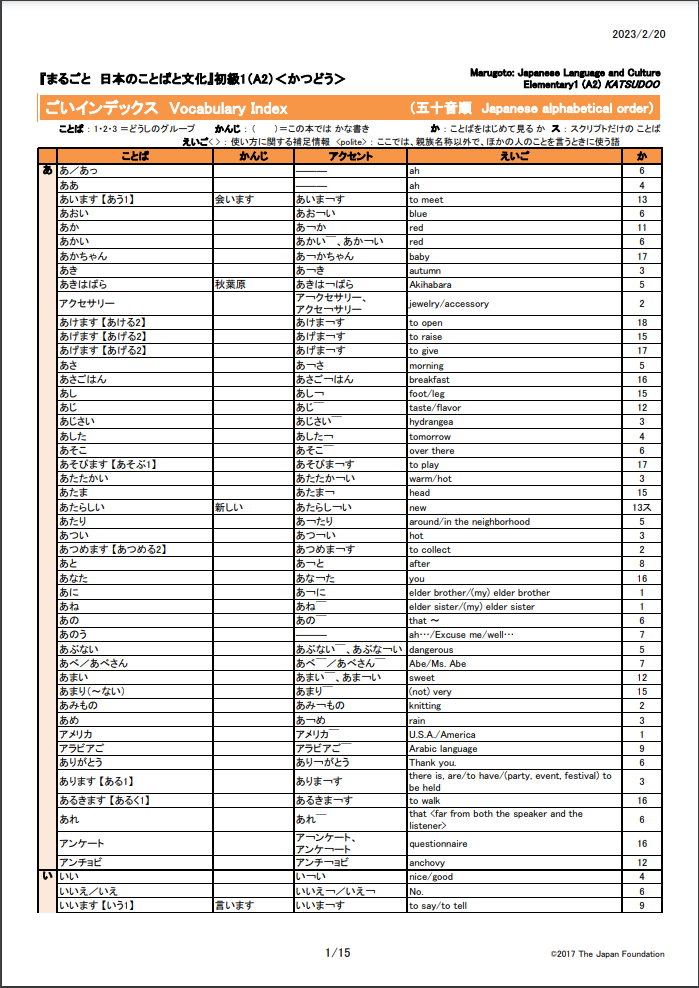 2023/2/20
『まるごと 日本のことばと文化』初級1（A2）＜かつどう＞
Marugoto: Japanese Language and Culture
Elementary1 (A2) KATSUDOO
ごいインデックス Vocabulary Index （五十音順 Japanese alphabetical order）
ことば：1・2・3＝どうしのグループ かんじ：（ ）＝この本では かな書き か：ことばをはじめて見る か ス：スクリプトだけの ことば
えいご< >：使い方に関する補足情報 <polite>：ここでは、親族名称以外で、ほかの人のことを言うときに使う語
ことば かんじ アクセント えいご か
あ あ／あっ ――― ah 6
ああ ――― ah 4
あいます【あう1】 会います あいま￢す to meet 13
あおい あお￢い blue 6
あか あ￢か red 11
あかい あかい￣、あか￢い red 6
あかちゃん あ￢かちゃん baby 17
あき あ￢き autumn 3
あきはばら 秋葉原 あきは￢ばら Akihabara 5
アクセサリー ア￢クセサリー、
アクセ￢サリー jewelry/accessory 2
あけます【あける2】 あけま￢す to open 18
あげます【あげる2】 あげま￢す to raise 15
あげます【あげる2】 あげま￢す to give 17
あさ あ￢さ morning 5
あさごはん あさご￢はん breakfast 16
あし あし￢ foot/leg 15
あじ あじ￣ taste/flavor 12
あじさい あじさい￣ hydrangea 3
あした あした￢ tomorrow 4
あそこ あそこ￣ over there 6
あそびます【あそぶ1】 あそびま￢す to play 17
あたたかい あたたか￢い warm/hot 3
あたま あたま￢ head 15
あたらしい 新しい あたらし￢い new 13ス
あたり あ￢たり around/in the neighborhood 5
あつい あつ￢い hot 3
あつめます【あつめる2】 あつめま￢す to collect 2
あと あ￢と after 8
あなた あな￢た you 16
あに あ￢に elder brother/(my) elder brother 1
あね あね￣ elder sister/(my) elder sister 1
あの あの￣ that ～ 6
あのう ――― ah…/Excuse me/well… 7
あぶない あぶない￣、あぶな￢い dangerous 5
あべ／あべさん あべ￣／あべさん￣ Abe/Ms. Abe 7
あまい あまい￣、あま￢い sweet 12
あまり（～ない） あまり￣ (not) very 15
あみもの あみ￢もの knitting 2
あめ あ￢め rain 3
アメリカ アメリカ￣ U.S.A./America 1
アラビアご アラビアご￣ Arabic language 9
ありがとう あり￢がとう Thank you. 6
あります【ある1】 ありま￢す there is, are/to have/(party, event, festival) to
be held 3
あるきます【あるく1】 あるきま￢す to walk 16
あれ あれ￣ that <far from both the speaker and the
listener> 6
アンケート ア￢ンケート、
アンケ￢ート questionnaire 16
アンチョビ アンチ￢ョビ anchovy 12
い いい い￢い nice/good 4
いいえ／いえ いいえ￢／いえ￢ No. 6
いいます【いう1】 言います いいま￢す to say/to tell 9
1/15
©2017 The Japan Foundation